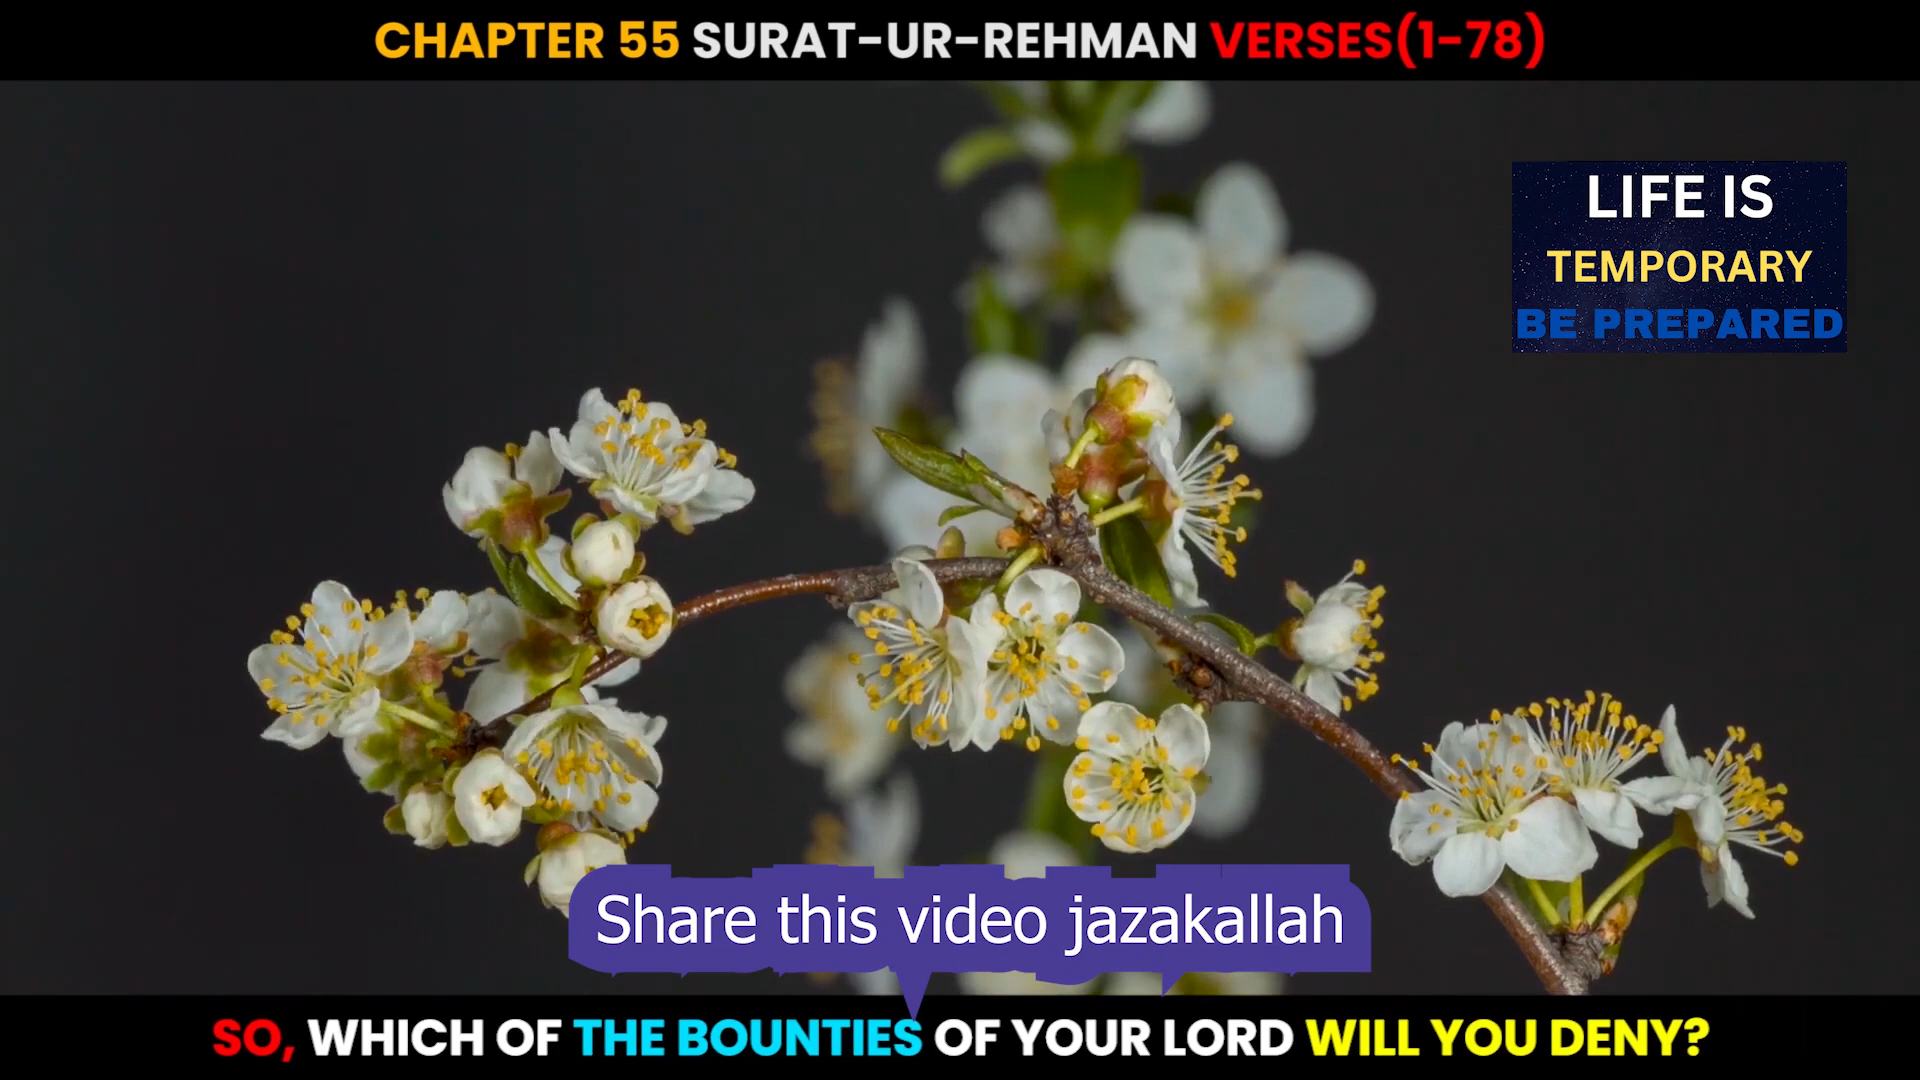 CHAPTER 55 SURAT-UR-REHMAN VERSES(1-78)
LIFE IS
TEMPORARY
BE PREPARED
Share this video jazakallah
SO, WHICH OF THE BOUNTIES OF YOUR LORD WILL YOU DENY?